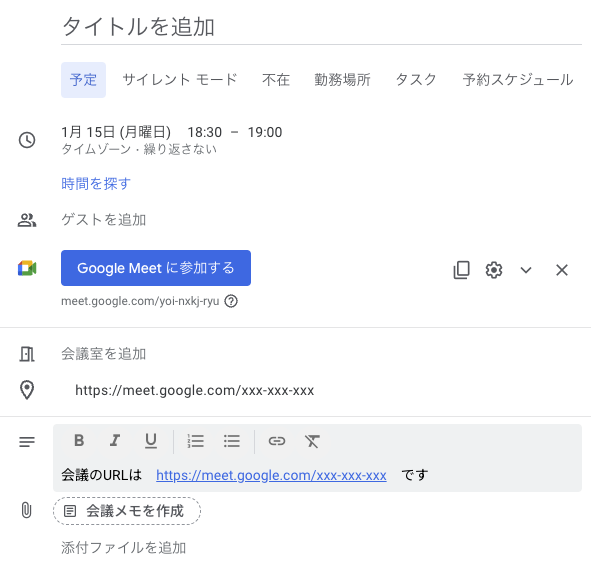 タイトルを追加
予定 サイレント モード 不在 勤務場所 タスク 予約スケジュール
1月 15日 (月曜日) 18:30 – 19:00
タイムゾーン・繰り返さない
時間を探す
ゲストを追加
Google Meet に参加する
meet.google.com/yoi-nxkj-ryu
会議室を追加
https://meet.google.com/xxx-xxx-xxx
B I U
会議のURLは https://meet.google.com/xxx-xxx-xxx です
会議メモを作成
添付ファイルを追加